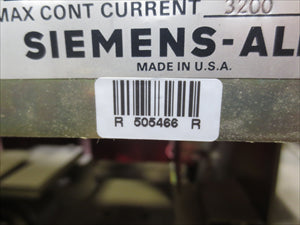 MAX CONT CURRENT 3200
SIEMENS-AL
MADE IN U.S.A.
R 505466 R